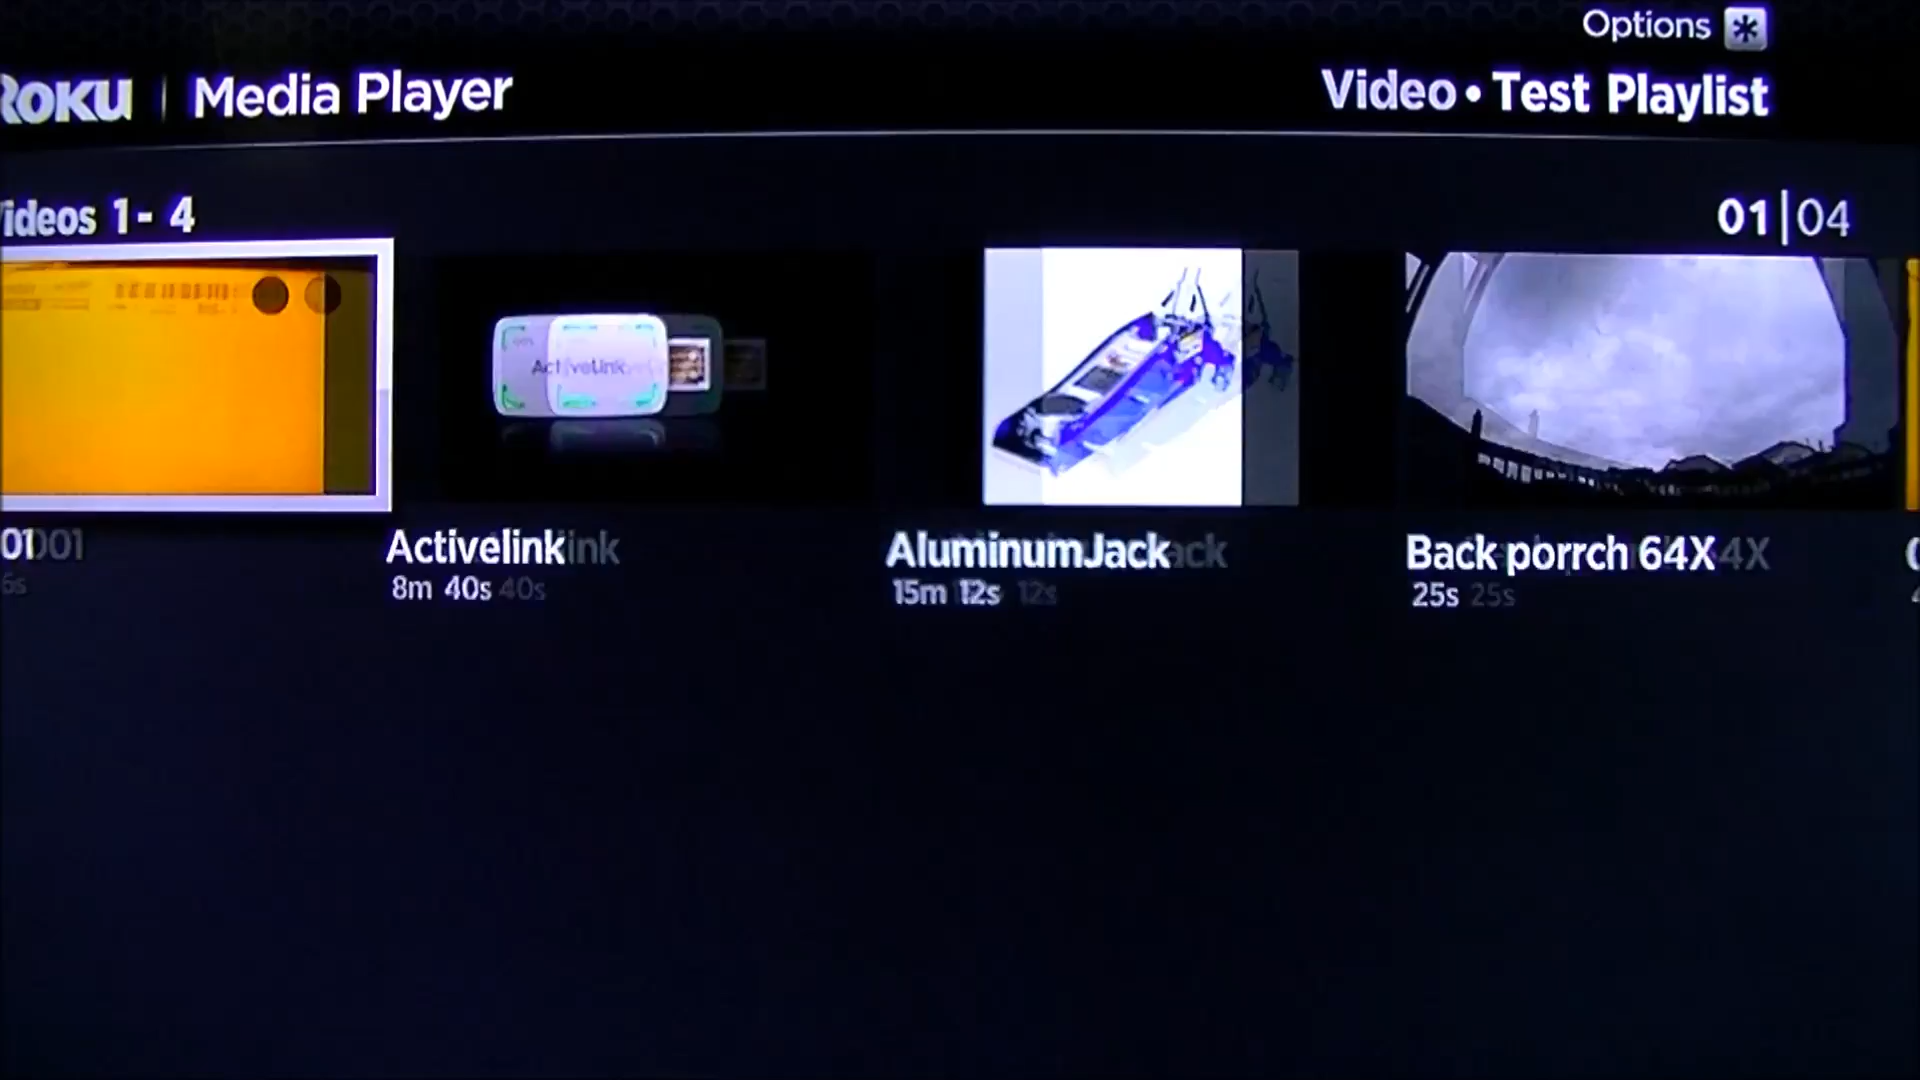 Options *
ROKU | Media Player
Video • Test Playlist
Videos 1 - 4
01|04
ActiveLink
Activelink
AluminumJack
Back porrch 64X
8m 40s
15m 12s
25s